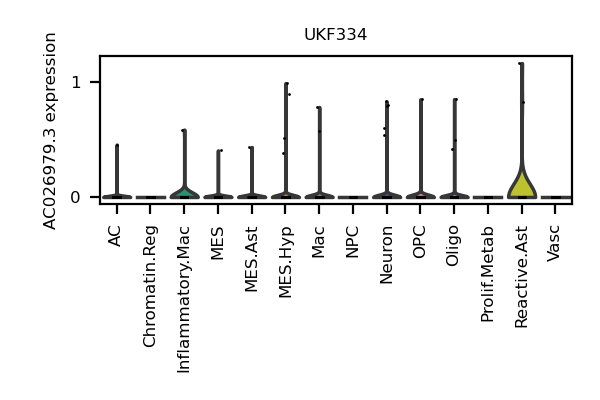 UKF334
AC026979.3 expression
1
0
AC
Chromatin.Reg
Inflammatory.Mac
MES
MES.Ast
MES.Hyp
Mac
NPC
Neuron
OPC
Oligo
Prolif.Metab
Reactive.Ast
Vasc